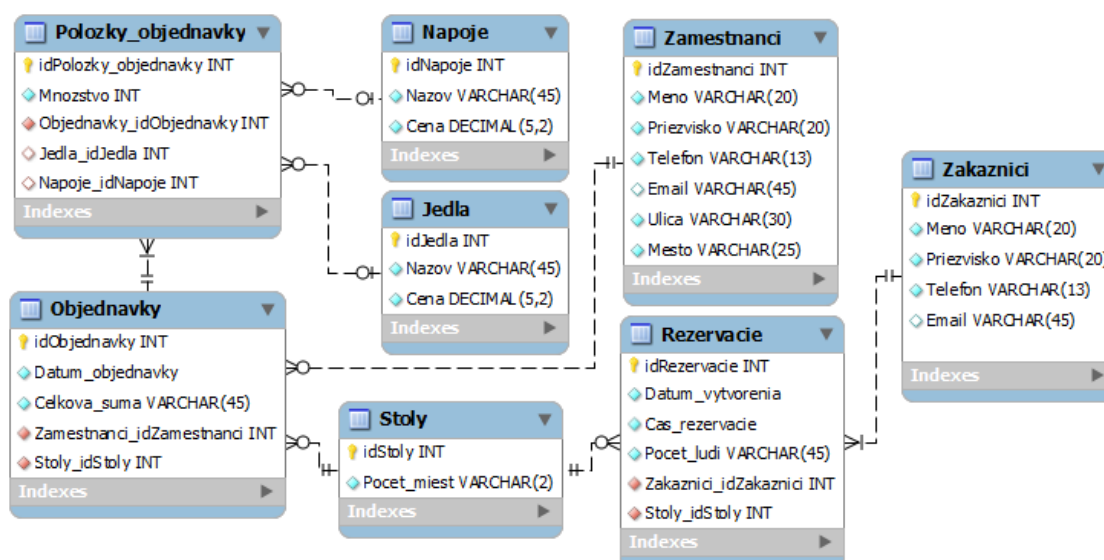 Polozky_objednavky
idPolozky_objednavky INT
Mnozstvo INT
Objednavky_idObjednavky INT
Jedla_idJedla INT
Napoje_idNapoje INT
Indexes
Napoje
idNapoje INT
Nazov VARCHAR(45)
Cena DECIMAL(5,2)
Indexes
Jedla
idJedla INT
Nazov VARCHAR(45)
Cena DECIMAL(5,2)
Indexes
Zamestnanci
idZamestnanci INT
Meno VARCHAR(20)
Priezvisko VARCHAR(20)
Telefon VARCHAR(13)
Email VARCHAR(45)
Ulica VARCHAR(30)
Mesto VARCHAR(25)
Indexes
Zakaznici
idZakaznici INT
Meno VARCHAR(20)
Priezvisko VARCHAR(20)
Telefon VARCHAR(13)
Email VARCHAR(45)
Indexes
Objednavky
idObjednavky INT
Datum_objednavky
Celkova_suma VARCHAR(45)
Zamestnanci_idZamestnanci INT
Stoly_idStoly INT
Indexes
Stoly
idStoly INT
Pocet_miest VARCHAR(2)
Indexes
Rezervacie
idRezervacie INT
Datum_vytvorenia
Cas_rezervacie
Pocet_ludi VARCHAR(45)
Zakaznici_idZakaznici INT
Stoly_idStoly INT
Indexes